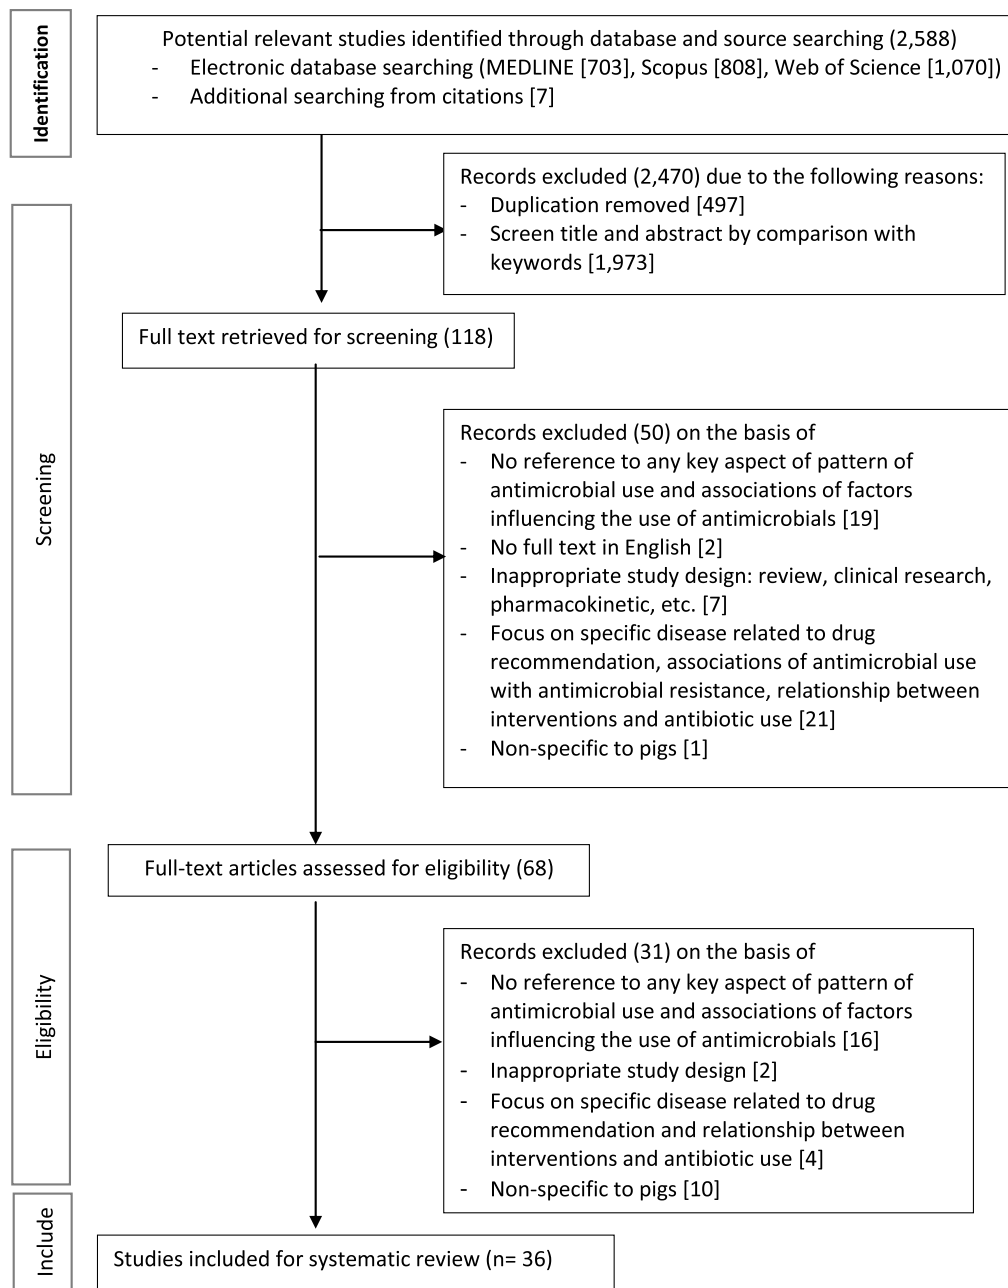 Identification
Potential relevant studies identified through database and source searching (2,588)
- Electronic database searching (MEDLINE [703], Scopus [808], Web of Science [1,070])
- Additional searching from citations [7]
Records excluded (2,470) due to the following reasons:
- Duplication removed [497]
- Screen title and abstract by comparison with
keywords [1,973]
Screening
Full text retrieved for screening (118)
Records excluded (50) on the basis of
- No reference to any key aspect of pattern of
antimicrobial use and associations of factors
influencing the use of antimicrobials [19]
- No full text in English [2]
- Inappropriate study design: review, clinical research,
pharmacokinetic, etc. [7]
- Focus on specific disease related to drug
recommendation, associations of antimicrobial use
with antimicrobial resistance, relationship between
interventions and antibiotic use [21]
- Non-specific to pigs [1]
Eligibility
Full-text articles assessed for eligibility (68)
Records excluded (31) on the basis of
- No reference to any key aspect of pattern of
antimicrobial use and associations of factors
influencing the use of antimicrobials [16]
- Inappropriate study design [2]
- Focus on specific disease related to drug
recommendation and relationship between
interventions and antibiotic use [4]
- Non-specific to pigs [10]
Include
Studies included for systematic review (n= 36)